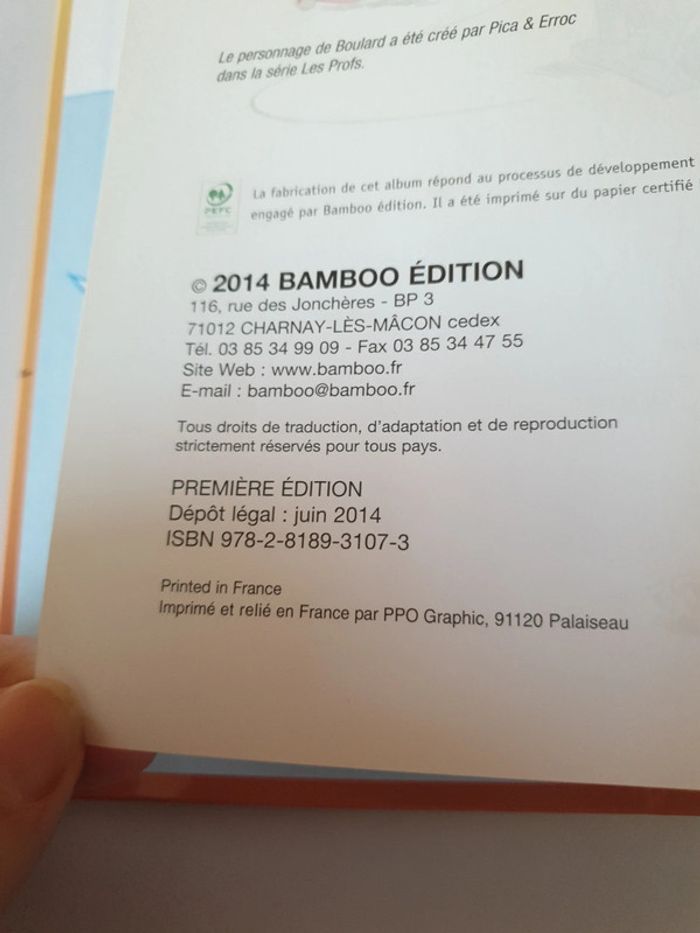 Le personnage de Boulard a été créé par Pica & Erroc
dans la série Les Profs.
PEFC
La fabrication de cet album répond au processus de développement
engagé par Bamboo édition. Il a été imprimé sur du papier certifié
© 2014 BAMBOO ÉDITION
116, rue des Jonchères - BP 3
71012 CHARNAY-LÈS-MÂCON cedex
Tél. 03 85 34 99 09 - Fax 03 85 34 47 55
Site Web : www.bamboo.fr
E-mail : bamboo@bamboo.fr
Tous droits de traduction, d'adaptation et de reproduction
strictement réservés pour tous pays.
PREMIÈRE ÉDITION
Dépôt légal : juin 2014
ISBN 978-2-8189-3107-3
Printed in France
Imprimé et relié en France par PPO Graphic, 91120 Palaiseau